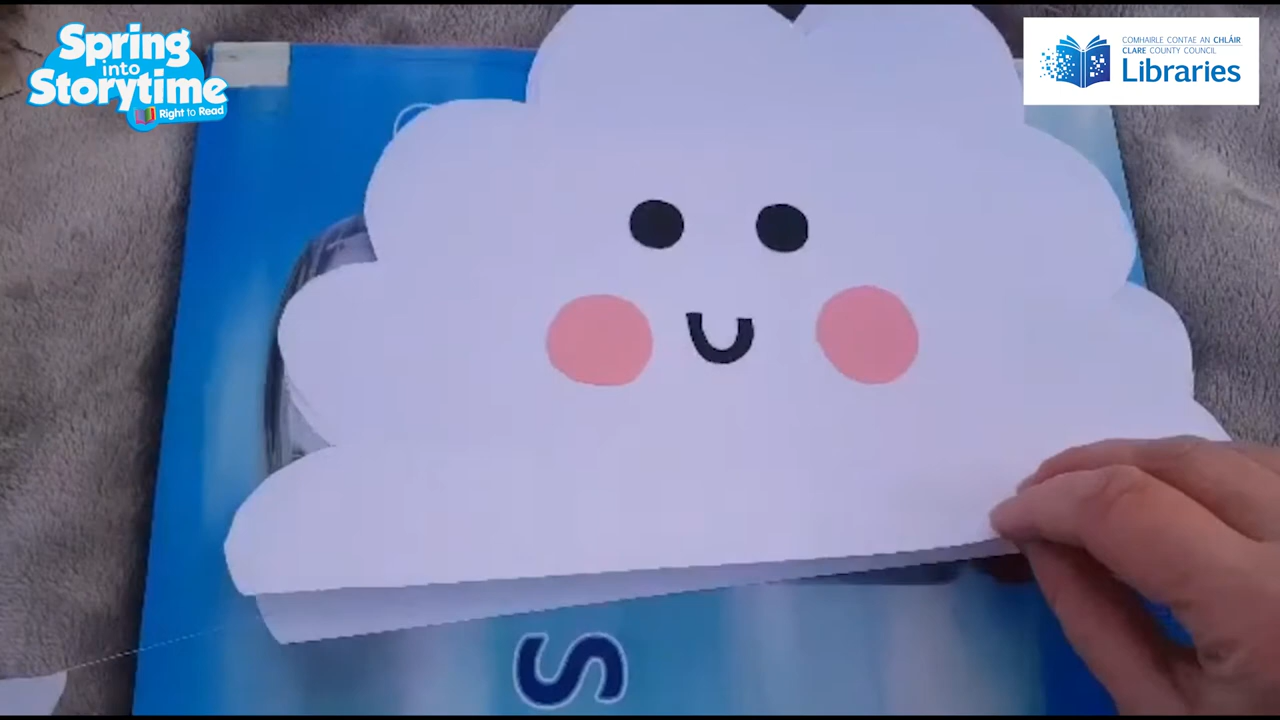 Spring
into
Storytime
Right to Read
COMHAIRLE CONTAE AN CHLÁIR
CLARE COUNTY COUNCIL
Libraries
S